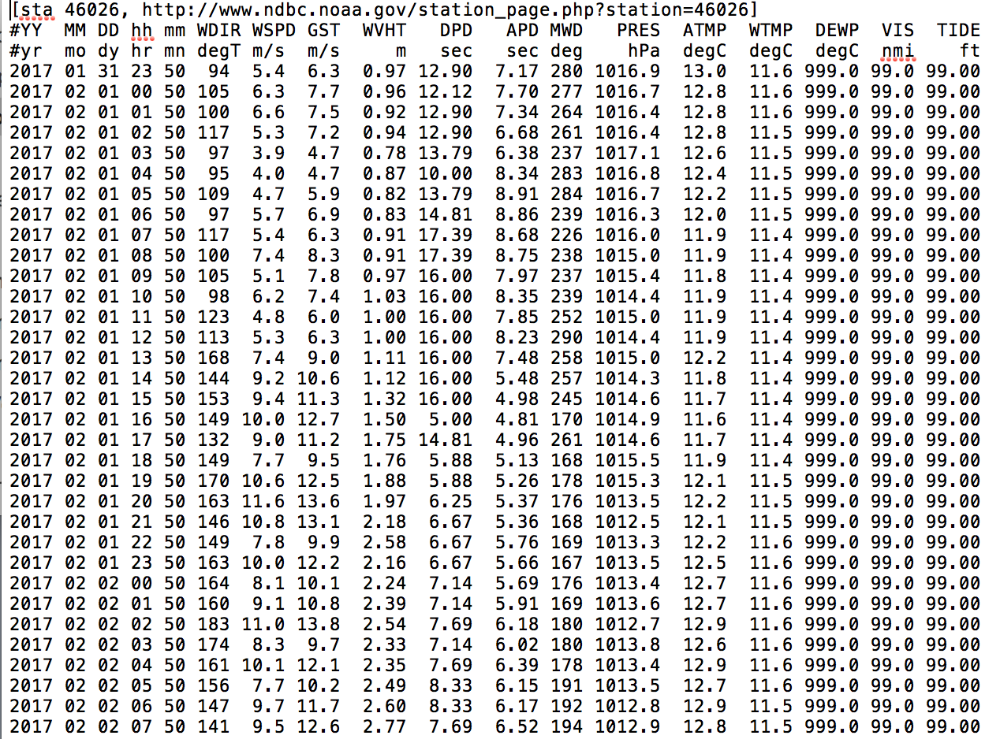 [sta 46026, http://www.ndbc.noaa.gov/station_page.php?station=46026]
#YY  MM DD hh mm WDIR WSPD GST  WVHT   DPD   APD MWD   PRES  ATMP  WTMP  DEWP  VIS  TIDE
#yr  mo dy hr mn degT m/s  m/s     m   sec   sec deg    hPa  degC  degC  degC  nmi    ft
2017 01 31 23 50  94  5.4  6.3  0.97 12.90  7.17 280 1016.9  13.0  11.6 999.0 99.0 99.00
2017 02 01 00 50 105  6.3  7.7  0.96 12.12  7.70 277 1016.7  12.8  11.6 999.0 99.0 99.00
2017 02 01 01 50 100  6.6  7.5  0.92 12.90  7.34 264 1016.4  12.8  11.6 999.0 99.0 99.00
2017 02 01 02 50 117  5.3  7.2  0.94 12.90  6.68 261 1016.4  12.8  11.5 999.0 99.0 99.00
2017 02 01 03 50  97  3.9  4.7  0.78 13.79  6.38 237 1017.1  12.6  11.5 999.0 99.0 99.00
2017 02 01 04 50  95  4.0  4.7  0.87 10.00  8.34 283 1016.8  12.4  11.5 999.0 99.0 99.00
2017 02 01 05 50 109  4.7  5.9  0.82 13.79  8.91 284 1016.7  12.2  11.5 999.0 99.0 99.00
2017 02 01 06 50  97  5.7  6.9  0.83 14.81  8.86 239 1016.3  12.0  11.5 999.0 99.0 99.00
2017 02 01 07 50 117  5.4  6.3  0.91 17.39  8.68 226 1016.0  11.9  11.4 999.0 99.0 99.00
2017 02 01 08 50 100  7.4  8.3  0.91 17.39  8.75 238 1015.0  11.9  11.4 999.0 99.0 99.00
2017 02 01 09 50 105  5.1  7.8  0.97 16.00  7.97 237 1015.4  11.8  11.4 999.0 99.0 99.00
2017 02 01 10 50  98  6.2  7.4  1.03 16.00  8.35 239 1014.4  11.9  11.4 999.0 99.0 99.00
2017 02 01 11 50 123  4.8  6.0  1.00 16.00  7.85 252 1015.0  11.9  11.4 999.0 99.0 99.00
2017 02 01 12 50 113  5.3  6.3  1.00 16.00  8.23 290 1014.4  11.9  11.4 999.0 99.0 99.00
2017 02 01 13 50 168  7.4  9.0  1.11 16.00  7.48 258 1015.0  12.2  11.4 999.0 99.0 99.00
2017 02 01 14 50 144  9.2 10.6  1.12 16.00  5.48 257 1014.3  11.8  11.4 999.0 99.0 99.00
2017 02 01 15 50 153  9.4 11.3  1.32 16.00  4.98 245 1014.6  11.7  11.4 999.0 99.0 99.00
2017 02 01 16 50 149 10.0 12.7  1.50  5.00  4.81 170 1014.9  11.6  11.4 999.0 99.0 99.00
2017 02 01 17 50 132  9.0 11.2  1.75 14.81  4.96 261 1014.6  11.7  11.4 999.0 99.0 99.00
2017 02 01 18 50 149  7.7  9.5  1.76  5.88  5.13 168 1015.5  11.9  11.4 999.0 99.0 99.00
2017 02 01 19 50 170 10.6 12.5  1.88  5.88  5.26 178 1015.3  12.1  11.5 999.0 99.0 99.00
2017 02 01 20 50 163 11.6 13.6  1.97  6.25  5.37 176 1013.5  12.2  11.5 999.0 99.0 99.00
2017 02 01 21 50 146 10.8 13.1  2.18  6.67  5.36 168 1012.5  12.1  11.5 999.0 99.0 99.00
2017 02 01 22 50 149  7.8  9.9  2.58  6.67  5.76 169 1013.3  12.2  11.6 999.0 99.0 99.00
2017 02 01 23 50 163 10.0 12.2  2.16  6.67  5.66 167 1013.5  12.5  11.6 999.0 99.0 99.00
2017 02 02 00 50 164  8.1 10.1  2.24  7.14  5.69 176 1013.4  12.7  11.6 999.0 99.0 99.00
2017 02 02 01 50 160  9.1 10.8  2.39  7.14  5.91 169 1013.6  12.7  11.6 999.0 99.0 99.00
2017 02 02 02 50 183 11.0 13.8  2.54  7.69  6.18 180 1012.7  12.9  11.6 999.0 99.0 99.00
2017 02 02 03 50 174  8.3  9.7  2.33  7.14  6.02 180 1013.8  12.6  11.6 999.0 99.0 99.00
2017 02 02 04 50 161 10.1 12.1  2.35  7.69  6.39 178 1013.4  12.9  11.6 999.0 99.0 99.00
2017 02 02 05 50 156  7.7 10.2  2.49  8.33  6.15 191 1013.5  12.7  11.6 999.0 99.0 99.00
2017 02 02 06 50 147  9.7 11.7  2.60  8.33  6.17 192 1012.8  12.9  11.5 999.0 99.0 99.00
2017 02 02 07 50 141  9.5 12.6  2.77  7.69  6.52 194 1012.9  12.8  11.5 999.0 99.0 99.00